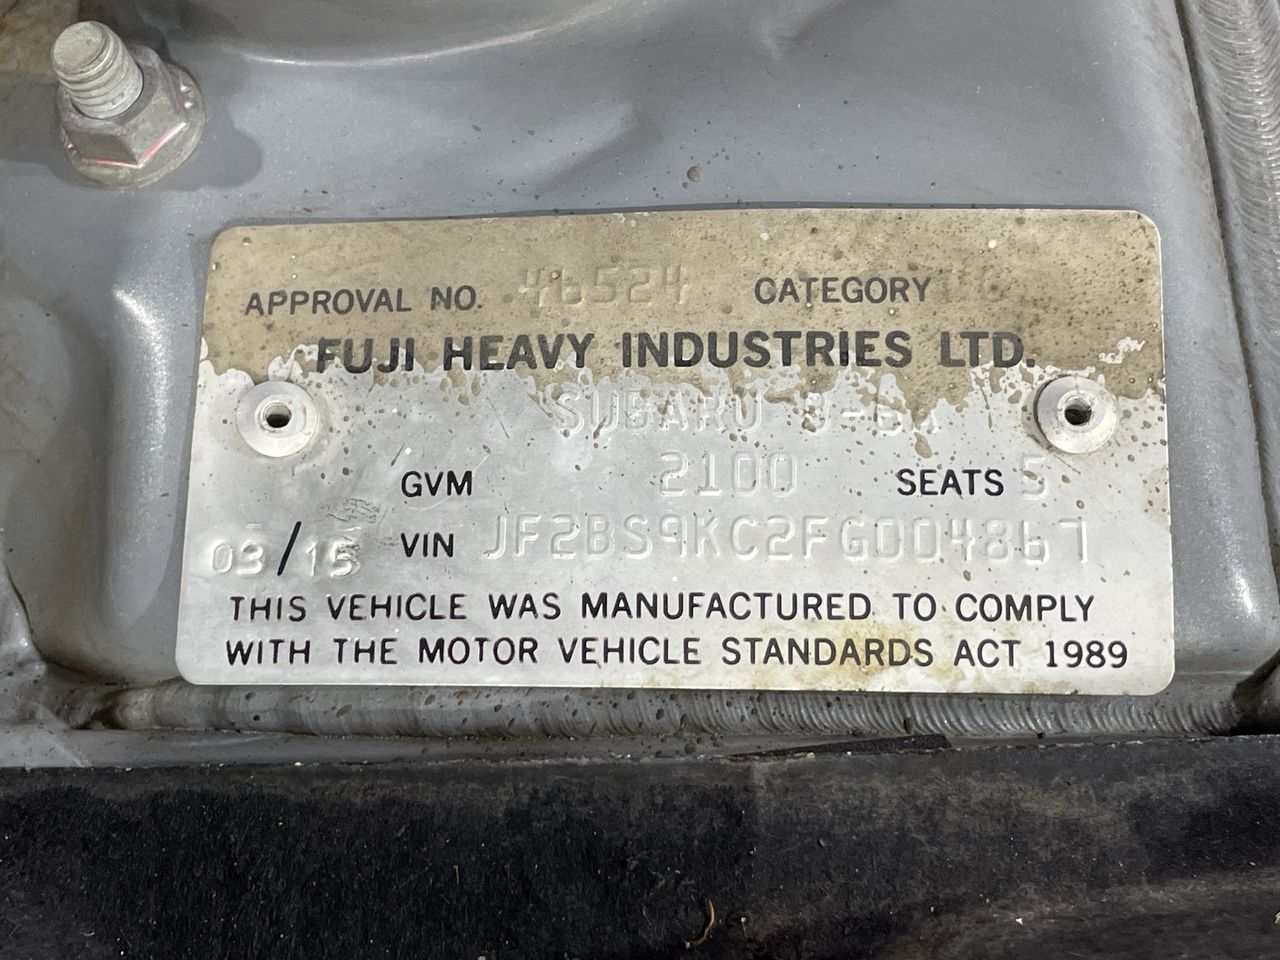 APPROVAL NO. 46524 CATEGORY
FUJI HEAVY INDUSTRIES LTD.
SUBARU
GVM 2100 SEATS 5
03/15 VIN JF2BS9KC2FG004867
THIS VEHICLE WAS MANUFACTURED TO COMPLY
WITH THE MOTOR VEHICLE STANDARDS ACT 1989